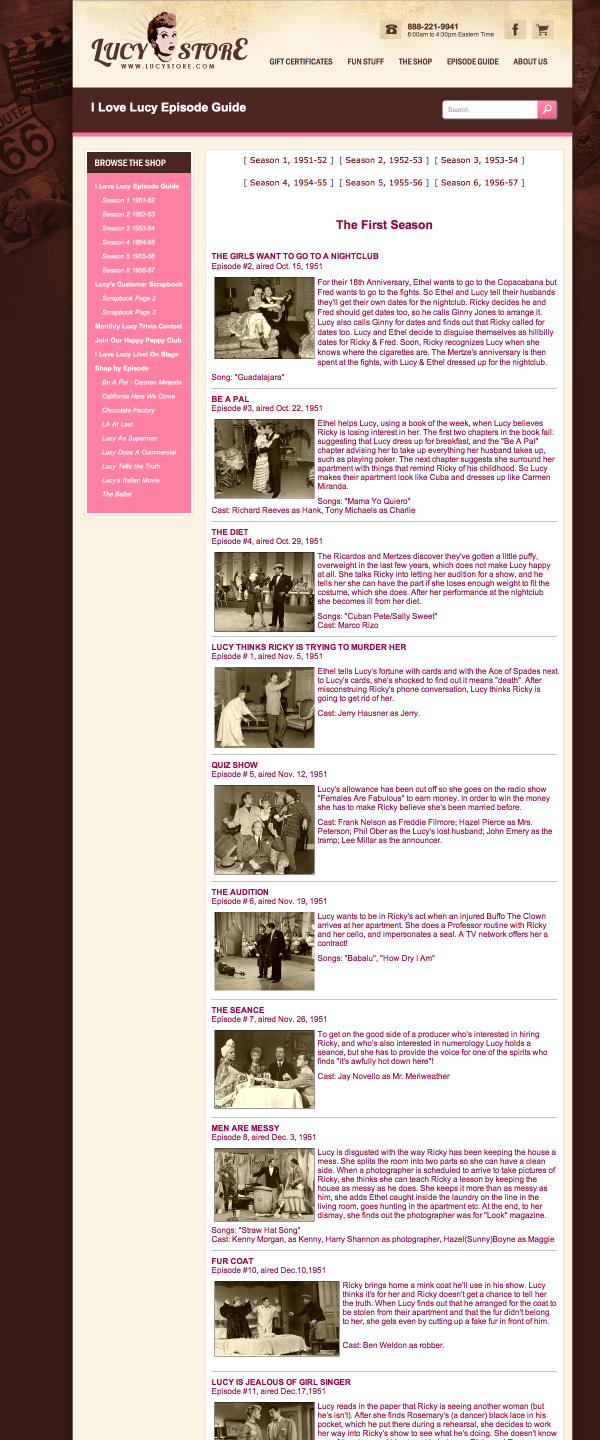 LUCY STORE
WWW.LUCYSTORE.COM
888-221-9941
8:00am to 4:30pm Eastern Time
GIFT CERTIFICATES FUN STUFF THE SHOP EPISODE GUIDE ABOUT US
I Love Lucy Episode Guide
Search
ROUTE
66
BROWSE THE SHOP
I Love Lucy Episode Guide
Season 1 1951-52
Season 2 1952-53
Season 3 1953-54
Season 4 1954-55
Season 5 1955-56
Season 6 1956-57
Lucy's Customer Scrapbook
Scrapbook Page 2
Scrapbook Page 3
Monthly Lucy Trivia Contest
Join Our Happy Peppy Club
I Love Lucy Live! On Stage
Shop by Episode
Be A Pal - Carmen Miranda
California Here We Come
Chocolate Factory
LA At Last
Lucy As Superman
Lucy Does A Commercial
Lucy Tells the Truth
Lucy's Italian Movie
The Ballet
[ Season 1, 1951-52 ] [ Season 2, 1952-53 ] [ Season 3, 1953-54 ]
[ Season 4, 1954-55 ] [ Season 5, 1955-56 ] [ Season 6, 1956-57 ]
The First Season
THE GIRLS WANT TO GO TO A NIGHTCLUB
Episode #2, aired Oct. 15, 1951
For their 18th Anniversary, Ethel wants to go to the Copacabana but
Fred wants to go to the fights. So Ethel and Lucy tell their husbands
they'll get their own dates for the nightclub. Ricky decides he and
Fred should get dates too, so he calls Ginny Jones to arrange it.
Lucy also calls Ginny for dates and finds out that Ricky called for
dates too. Lucy and Ethel decide to disguise themselves as hillbilly
dates for Ricky & Fred. Soon, Ricky recognizes Lucy when she
knows where the cigarettes are. The Mertze's anniversary is then
spent at the fights, with Lucy & Ethel dressed up for the nightclub.
Song: "Guadalajara"
BE A PAL
Episode #3, aired Oct. 22, 1951
Ethel helps Lucy, using a book of the week, when Lucy believes
Ricky is losing interest in her. The first two chapters in the book fail:
suggesting that Lucy dress up for breakfast, and the "Be A Pal"
chapter advising her to take up everything her husband takes up,
such as playing poker. The next chapter suggests she surround her
apartment with things that remind Ricky of his childhood. So Lucy
makes their apartment look like Cuba and dresses up like Carmen
Miranda.
Songs: "Mama Yo Quiero"
Cast: Richard Reeves as Hank, Tony Michaels as Charlie
THE DIET
Episode #4, aired Oct. 29, 1951
The Ricardos and Mertzes discover they've gotten a little puffy,
overweight in the last few years, which does not make Lucy happy
at all. She talks Ricky into letting her audition for a show, and he
tells her she can have the part if she loses enough weight to fit the
costume, which she does. After her performance at the nightclub
she becomes ill from her diet.
Songs: "Cuban Pete/Sally Sweet"
Cast: Marco Rizo
LUCY THINKS RICKY IS TRYING TO MURDER HER
Episode # 1, aired Nov. 5, 1951
Ethel tells Lucy's fortune with cards and with the Ace of Spades next
to Lucy's cards, she's shocked to find out it means "death". After
misconstruing Ricky's phone conversation, Lucy thinks Ricky is
going to get rid of her.
Cast: Jerry Hausner as Jerry.
QUIZ SHOW
Episode # 5, aired Nov. 12, 1951
Lucy's allowance has been cut off so she goes on the radio show
"Females Are Fabulous" to earn money. In order to win the money
she has to make Ricky believe she's been married before.
Cast: Frank Nelson as Freddie Filmore; Hazel Pierce as Mrs.
Peterson; Phil Ober as the Lucy's lost husband; John Emery as the
tramp; Lee Millar as the announcer.
THE AUDITION
Episode # 6, aired Nov. 19, 1951
Lucy wants to be in Ricky's act when an injured Buffo The Clown
arrives at her apartment. She does a Professor routine with Ricky
and her cello, and impersonates a seal. A TV network offers her a
contract!
Songs: "Babalu", "How Dry I Am"
THE SEANCE
Episode # 7, aired Nov. 26, 1951
To get on the good side of a producer who's interested in hiring
Ricky, and who's also interested in numerology Lucy holds a
seance, but she has to provide the voice for one of the spirits who
finds "it's awfully hot down here"!
Cast: Jay Novello as Mr. Meriweather
MEN ARE MESSY
Episode 8, aired Dec. 3, 1951
Lucy is disgusted with the way Ricky has been keeping the house a
mess. She splits the room into two parts so she can have a clean
side. When a photographer is scheduled to arrive to take pictures of
Ricky, she thinks she can teach Ricky a lesson by keeping the
house as messy as he does. She keeps it more than as messy as
him, she adds Ethel caught inside the laundry on the line in the
living room, goes hunting in the apartment etc. At the end, to her
dismay, she finds out the photographer was for "Look" magazine.
Songs: "Straw Hat Song"
Cast: Kenny Morgan, as Kenny, Harry Shannon as photographer, Hazel(Sunny)Boyne as Maggie
FUR COAT
Episode #10, aired Dec.10,1951
Ricky brings home a mink coat he'll use in his show. Lucy
thinks it's for her and Ricky doesn't get a chance to tell her
the truth. When Lucy finds out that he arranged for the coat to
be stolen from their apartment and that the fur didn't belong
to her, she gets even by cutting up a fake fur in front of him.
Cast: Ben Weldon as robber.
LUCY IS JEALOUS OF GIRL SINGER
Episode #11, aired Dec.17,1951
Lucy reads in the paper that Ricky is seeing another woman (but
he's isn't). After she finds Rosemary's (a dancer) black lace in his
pocket, which he put there during a rehearsal, she decides to work
her way into Ricky's show to see what he's doing. She doesn't know